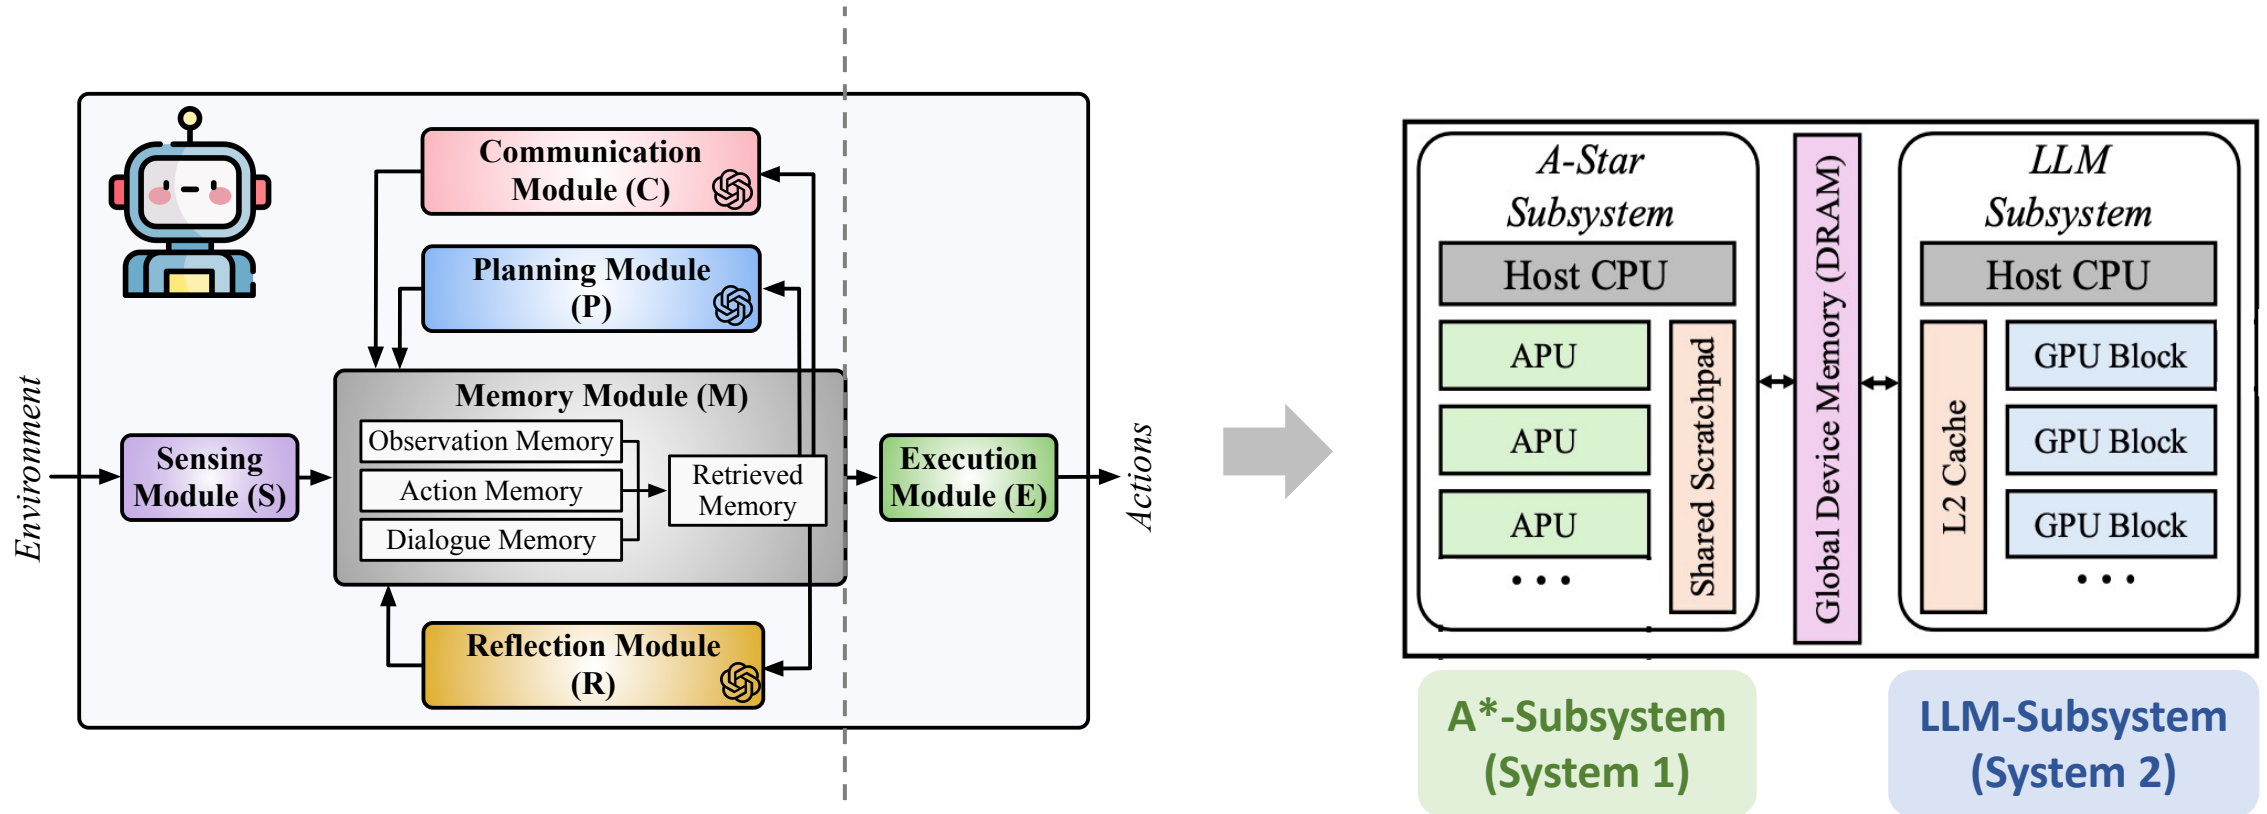 Environment
Sensing
Module (S)
Communication
Module (C)
Planning Module
(P)
Memory Module (M)
Observation Memory
Action Memory
Dialogue Memory
Retrieved
Memory
Reflection Module
(R)
Execution
Module (E)
Actions
A-Star
Subsystem
Host CPU
APU
APU
APU
...
Shared Scratchpad
Global Device Memory (DRAM)
LLM
Subsystem
Host CPU
L2 Cache
GPU Block
GPU Block
GPU Block
...
A*-Subsystem
(System 1)
LLM-Subsystem
(System 2)